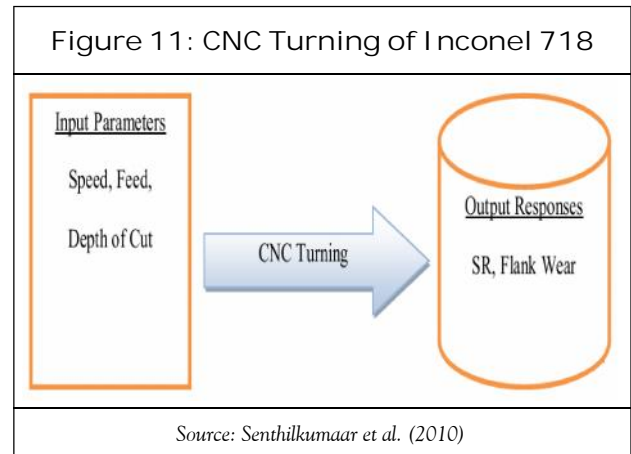 Figure 11: CNC Turning of Inconel 718
Input Parameters
Speed, Feed,
Depth of Cut
CNC Turning
Output Responses
SR, Flank Wear
Source: Senthilkumaar et al. (2010)